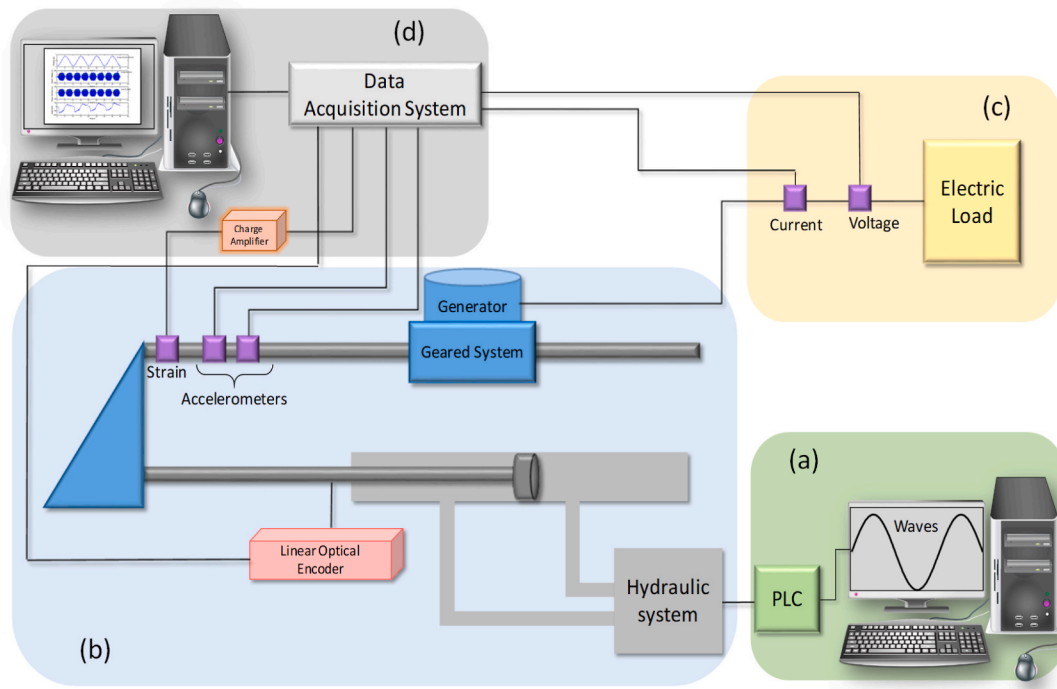 (d)
Data
Acquisition System
(c)
Electric
Load
Current
Voltage
Charge
Amplifier
Generator
Geared System
Strain
Accelerometers
(a)
Waves
Linear Optical
Encoder
Hydraulic
system
PLC
(b)